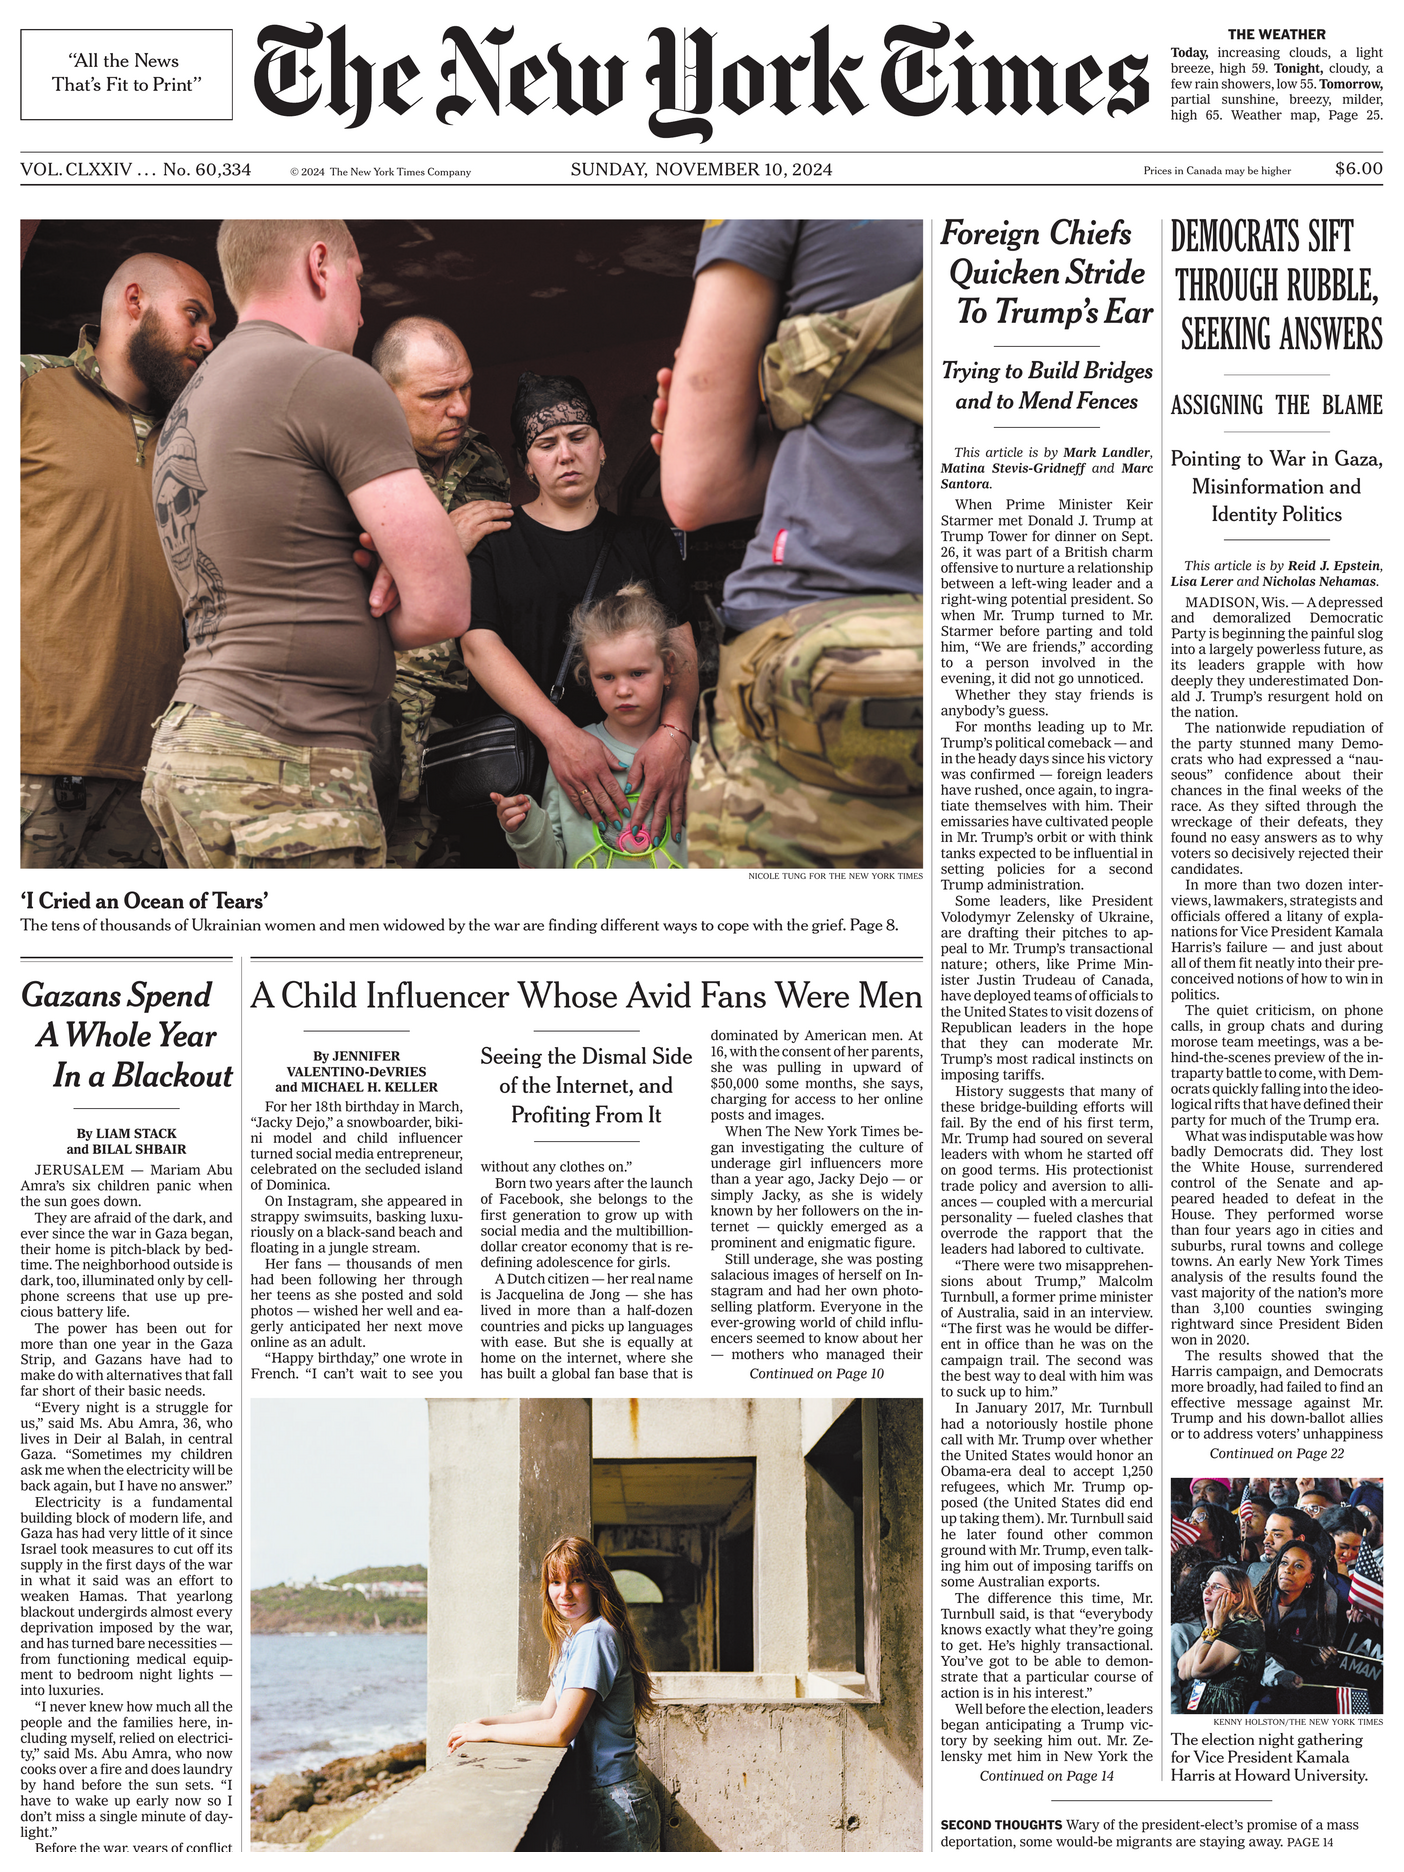 “All the News
That’s Fit to Print”
The New York Times
THE WEATHER
Today, increasing clouds, a light
breeze, high 59. Tonight, cloudy, a
few rain showers, low 55. Tomorrow,
partial sunshine, breezy, milder,
high 65. Weather map, Page 25.
VOL. CLXXIV . . . No. 60,334
© 2024 The New York Times Company
SUNDAY, NOVEMBER 10, 2024
Prices in Canada may be higher
$6.00
NICOLE TUNG FOR THE NEW YORK TIMES
‘I Cried an Ocean of Tears’
The tens of thousands of Ukrainian women and men widowed by the war are finding different ways to cope with the grief. Page 8.
Gazans Spend
A Whole Year
In a Blackout
By LIAM STACK
and BILAL SHBAIR
JERUSALEM — Mariam Abu
Amra’s six children panic when
the sun goes down.
They are afraid of the dark, and
ever since the war in Gaza began,
their home is pitch-black by bed-
time. The neighborhood outside is
dark, too, illuminated only by cell-
phone screens that use up pre-
cious battery life.
The power has been out for
more than one year in the Gaza
Strip, and Gazans have had to
make do with alternatives that fall
far short of their basic needs.
“Every night is a struggle for
us,” said Ms. Abu Amra, 36, who
lives in Deir al Balah, in central
Gaza. “Sometimes my children
ask me when the electricity will be
back again, but I have no answer.”
Electricity is a fundamental
building block of modern life, and
Gaza has had very little of it since
Israel took measures to cut off its
supply in the first days of the war
in what it said was an effort to
weaken Hamas. That yearlong
blackout undergirds almost every
deprivation imposed by the war,
and has turned bare necessities —
from functioning medical equip-
ment to bedroom night lights —
into luxuries.
“I never knew how much all the
people and the families here, in-
cluding myself, relied on electrici-
ty,” said Ms. Abu Amra, who now
cooks over a fire and does laundry
by hand before the sun sets. “I
have to wake up early now so I
don’t miss a single minute of day-
light.”
Before the war, years of conflict
A Child Influencer Whose Avid Fans Were Men
By JENNIFER
VALENTINO-DeVRIES
and MICHAEL H. KELLER
For her 18th birthday in March,
“Jacky Dejo,” a snowboarder, biki-
ni model and child influencer
turned social media entrepreneur,
celebrated on the secluded island
of Dominica.
On Instagram, she appeared in
strappy swimsuits, basking luxu-
riously on a black-sand beach and
floating in a jungle stream.
Her fans — thousands of men
had been following her through
her teens as she posted and sold
photos — wished her well and ea-
gerly anticipated her next move
online as an adult.
“Happy birthday,” one wrote in
French. “I can’t wait to see you
Seeing the Dismal Side
of the Internet, and
Profiting From It
without any clothes on.”
Born two years after the launch
of Facebook, she belongs to the
first generation to grow up with
social media and the multibillion-
dollar creator economy that is re-
defining adolescence for girls.
A Dutch citizen — her real name
is Jacquelina de Jong — she has
lived in more than a half-dozen
countries and picks up languages
with ease. But she is equally at
home on the internet, where she
has built a global fan base that is
dominated by American men. At
16, with the consent of her parents,
she was pulling in upward of
$50,000 some months, she says,
charging for access to her online
posts and images.
When The New York Times be-
gan investigating the culture of
underage girl influencers more
than a year ago, Jacky Dejo — or
simply Jacky, as she is widely
known by her followers on the in-
ternet — quickly emerged as a
prominent and enigmatic figure.
Still underage, she was posting
salacious images of herself on In-
stagram and had her own photo-
selling platform. Everyone in the
ever-growing world of child influ-
encers seemed to know about her
— mothers who managed their
Continued on Page 10
Foreign Chiefs
Quicken Stride
To Trump’s Ear
Trying to Build Bridges
and to Mend Fences
This article is by Mark Landler,
Matina Stevis-Gridneff and Marc
Santora.
When Prime Minister Keir
Starmer met Donald J. Trump at
Trump Tower for dinner on Sept.
26, it was part of a British charm
offensive to nurture a relationship
between a left-wing leader and a
right-wing potential president. So
when Mr. Trump turned to Mr.
Starmer before parting and told
him, “We are friends,” according
to a person involved in the
evening, it did not go unnoticed.
Whether they stay friends is
anybody’s guess.
For months leading up to Mr.
Trump’s political comeback — and
in the heady days since his victory
was confirmed — foreign leaders
have rushed, once again, to ingra-
tiate themselves with him. Their
emissaries have cultivated people
in Mr. Trump’s orbit or with think
tanks expected to be influential in
setting policies for a second
Trump administration.
Some leaders, like President
Volodymyr Zelensky of Ukraine,
are drafting their pitches to ap-
peal to Mr. Trump’s transactional
nature; others, like Prime Min-
ister Justin Trudeau of Canada,
have deployed teams of officials to
the United States to visit dozens of
Republican leaders in the hope
that they can moderate Mr.
Trump’s most radical instincts on
imposing tariffs.
History suggests that many of
these bridge-building efforts will
fail. By the end of his first term,
Mr. Trump had soured on several
leaders with whom he started off
on good terms. His protectionist
trade policy and aversion to alli-
ances — coupled with a mercurial
personality — fueled clashes that
overrode the rapport that the
leaders had labored to cultivate.
“There were two misapprehen-
sions about Trump,” Malcolm
Turnbull, a former prime minister
of Australia, said in an interview.
“The first was he would be differ-
ent in office than he was on the
campaign trail. The second was
the best way to deal with him was
to suck up to him.”
In January 2017, Mr. Turnbull
had a notoriously hostile phone
call with Mr. Trump over whether
the United States would honor an
Obama-era deal to accept 1,250
refugees, which Mr. Trump op-
posed (the United States did end
up taking them). Mr. Turnbull said
he later found other common
ground with Mr. Trump, even talk-
ing him out of imposing tariffs on
some Australian exports.
The difference this time, Mr.
Turnbull said, is that “everybody
knows exactly what they’re going
to get. He’s highly transactional.
You’ve got to be able to demon-
strate that a particular course of
action is in his interest.”
Well before the election, leaders
began anticipating a Trump vic-
tory by seeking him out. Mr. Ze-
lensky met him in New York the
Continued on Page 14
DEMOCRATS SIFT
THROUGH RUBBLE,
SEEKING ANSWERS
ASSIGNING THE BLAME
Pointing to War in Gaza,
Misinformation and
Identity Politics
This article is by Reid J. Epstein,
Lisa Lerer and Nicholas Nehamas.
MADISON, Wis. — A depressed
and demoralized Democratic
Party is beginning the painful slog
into a largely powerless future, as
its leaders grapple with how
deeply they underestimated Don-
ald J. Trump’s resurgent hold on
the nation.
The nationwide repudiation of
the party stunned many Demo-
crats who had expressed a “nau-
seous” confidence about their
chances in the final weeks of the
race. As they sifted through the
wreckage of their defeats, they
found no easy answers as to why
voters so decisively rejected their
candidates.
In more than two dozen inter-
views, lawmakers, strategists and
officials offered a litany of expla-
nations for Vice President Kamala
Harris’s failure — and just about
all of them fit neatly into their pre-
conceived notions of how to win in
politics.
The quiet criticism, on phone
calls, in group chats and during
morose team meetings, was a be-
hind-the-scenes preview of the in-
traparty battle to come, with Dem-
ocrats quickly falling into the ideo-
logical rifts that have defined their
party for much of the Trump era.
What was indisputable was how
badly Democrats did. They lost
the White House, surrendered
control of the Senate and ap-
peared headed to defeat in the
House. They performed worse
than four years ago in cities and
suburbs, rural towns and college
towns. An early New York Times
analysis of the results found the
vast majority of the nation’s more
than 3,100 counties swinging
rightward since President Biden
won in 2020.
The results showed that the
Harris campaign, and Democrats
more broadly, had failed to find an
effective message against Mr.
Trump and his down-ballot allies
or to address voters’ unhappiness
Continued on Page 22
I AM
A MAN
KENNY HOLSTON/THE NEW YORK TIMES
The election night gathering
for Vice President Kamala
Harris at Howard University.
SECOND THOUGHTS Wary of the president-elect’s promise of a mass
deportation, some would-be migrants are staying away. PAGE 14